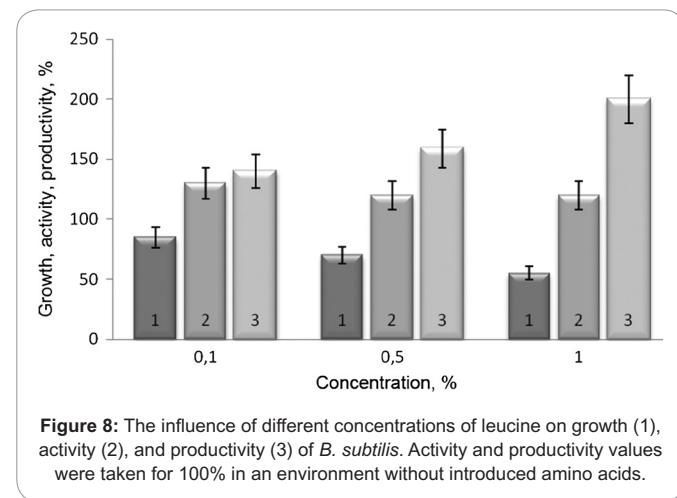 250
200
150
100
50
0
Growth, activity, productivity, %
1 2 3 1 2 3 1 2 3
0,1 0,5 1
Concentration, %
Figure 8: The influence of different concentrations of leucine on growth (1),
activity (2), and productivity (3) of B. subtilis. Activity and productivity values
were taken for 100% in an environment without introduced amino acids.